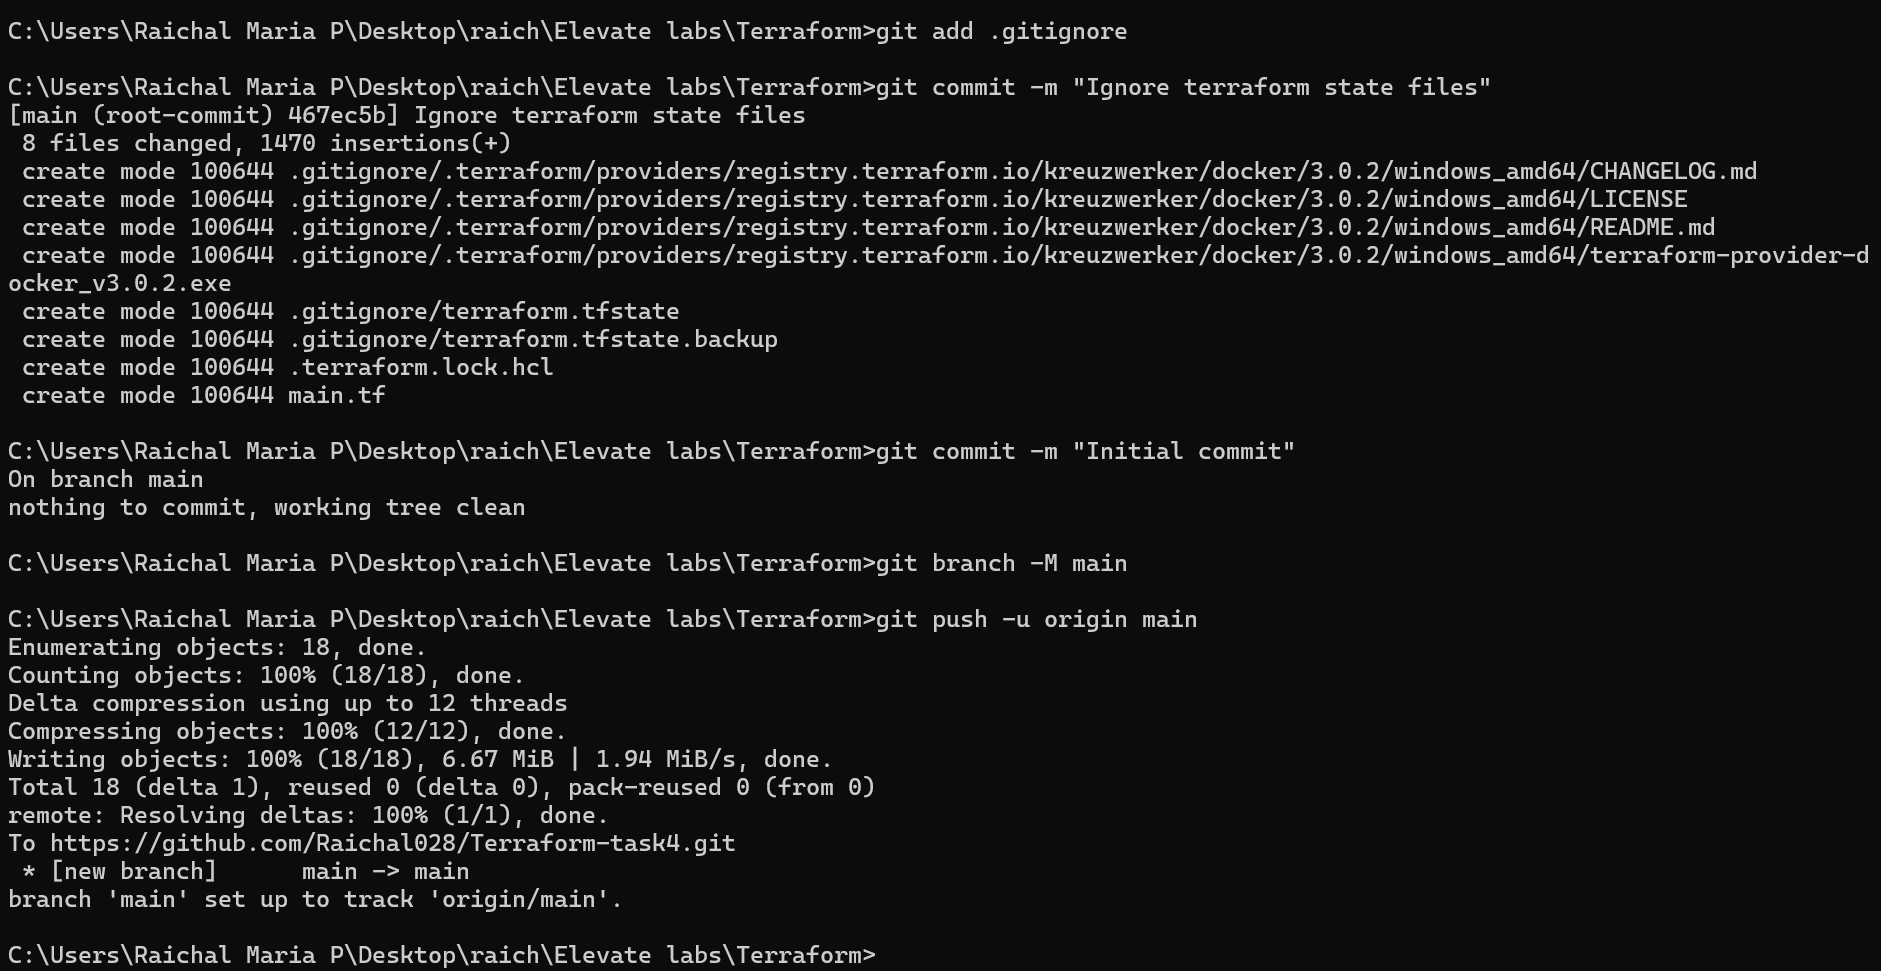 C:\Users\Raichal Maria P\Desktop\raich\Elevate labs\Terraform>git add .gitignore
C:\Users\Raichal Maria P\Desktop\raich\Elevate labs\Terraform>git commit -m "Ignore terraform state files"
[main (root-commit) 467ec5b] Ignore terraform state files
 8 files changed, 1470 insertions(+)
 create mode 100644 .gitignore/.terraform/providers/registry.terraform.io/kreuzwerker/docker/3.0.2/windows_amd64/CHANGELOG.md
 create mode 100644 .gitignore/.terraform/providers/registry.terraform.io/kreuzwerker/docker/3.0.2/windows_amd64/LICENSE
 create mode 100644 .gitignore/.terraform/providers/registry.terraform.io/kreuzwerker/docker/3.0.2/windows_amd64/README.md
 create mode 100644 .gitignore/.terraform/providers/registry.terraform.io/kreuzwerker/docker/3.0.2/windows_amd64/terraform-provider-d
ocker_v3.0.2.exe
 create mode 100644 .gitignore/terraform.tfstate
 create mode 100644 .gitignore/terraform.tfstate.backup
 create mode 100644 .terraform.lock.hcl
 create mode 100644 main.tf
C:\Users\Raichal Maria P\Desktop\raich\Elevate labs\Terraform>git commit -m "Initial commit"
On branch main
nothing to commit, working tree clean
C:\Users\Raichal Maria P\Desktop\raich\Elevate labs\Terraform>git branch -M main
C:\Users\Raichal Maria P\Desktop\raich\Elevate labs\Terraform>git push -u origin main
Enumerating objects: 18, done.
Counting objects: 100% (18/18), done.
Delta compression using up to 12 threads
Compressing objects: 100% (12/12), done.
Writing objects: 100% (18/18), 6.67 MiB | 1.94 MiB/s, done.
Total 18 (delta 1), reused 0 (delta 0), pack-reused 0 (from 0)
remote: Resolving deltas: 100% (1/1), done.
To https://github.com/Raichal028/Terraform-task4.git
 * [new branch]      main -> main
branch 'main' set up to track 'origin/main'.
C:\Users\Raichal Maria P\Desktop\raich\Elevate labs\Terraform>